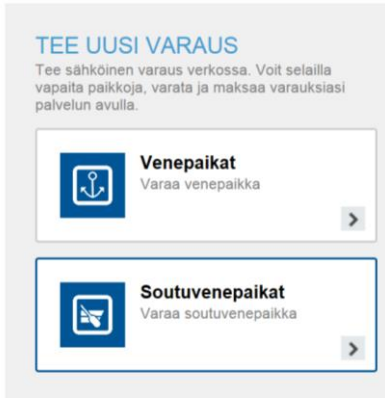 TEE UUSI VARAUS
Tee sähköinen varaus verkossa. Voit selailla
vapaita paikkoja, varata ja maksaa varauksiasi
palvelun avulla.
Venepaikat
Varaa venepaikka
Soutuvenepaikat
Varaa soutuvenepaikka